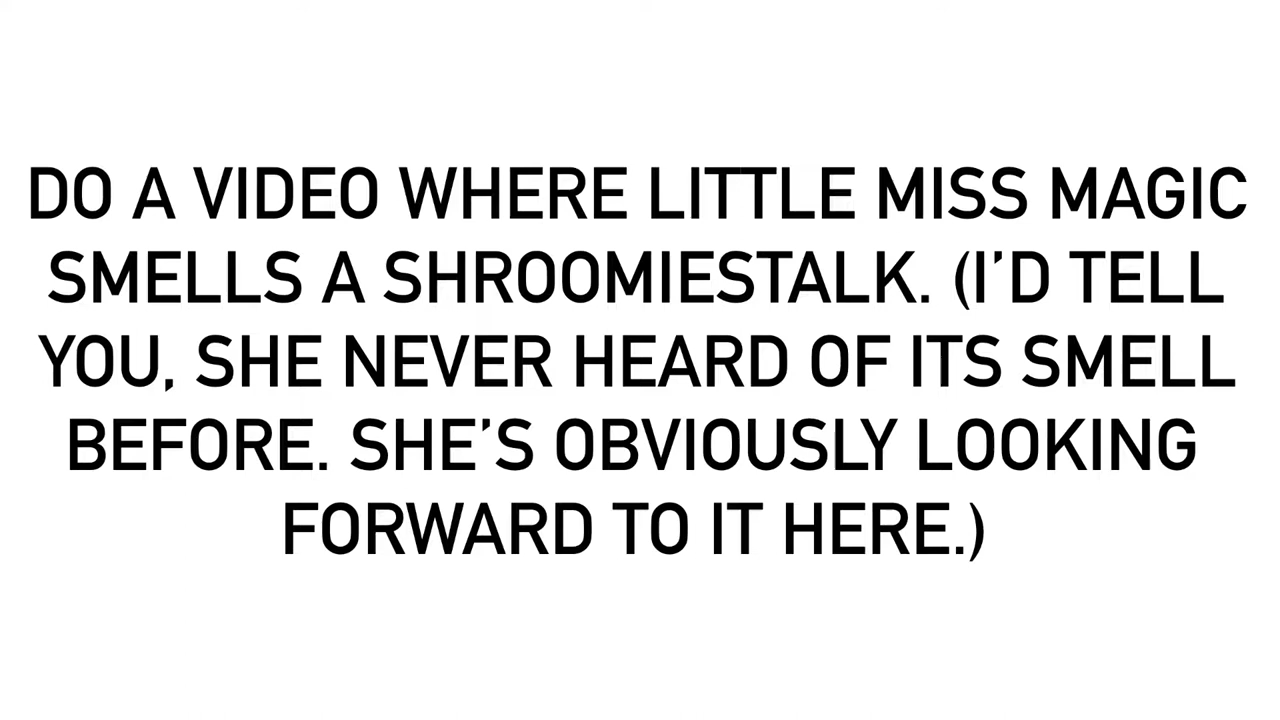 DO A VIDEO WHERE LITTLE MISS MAGIC
SMELLS A SHROOMIESTALK. (I’D TELL
YOU, SHE NEVER HEARD OF ITS SMELL
BEFORE. SHE’S OBVIOUSLY LOOKING
FORWARD TO IT HERE.)